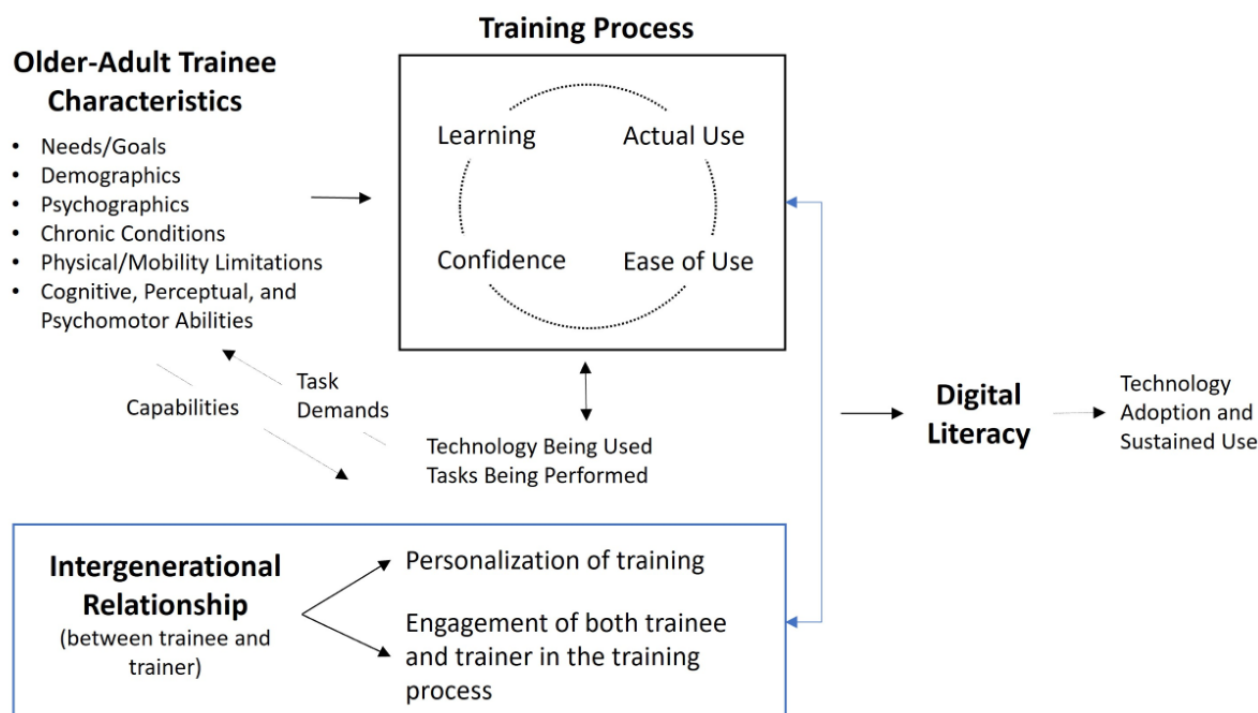 Training Process
Older-Adult Trainee
Characteristics
• Needs/Goals
• Demographics
• Psychographics
• Chronic Conditions
• Physical/Mobility Limitations
• Cognitive, Perceptual, and
Psychomotor Abilities
Learning
Actual Use
Confidence
Ease of Use
Capabilities
Task
Demands
Technology Being Used
Tasks Being Performed
Digital
Literacy
Technology
Adoption and
Sustained Use
Intergenerational
Relationship
(between trainee and
trainer)
Personalization of training
Engagement of both trainee
and trainer in the training
process